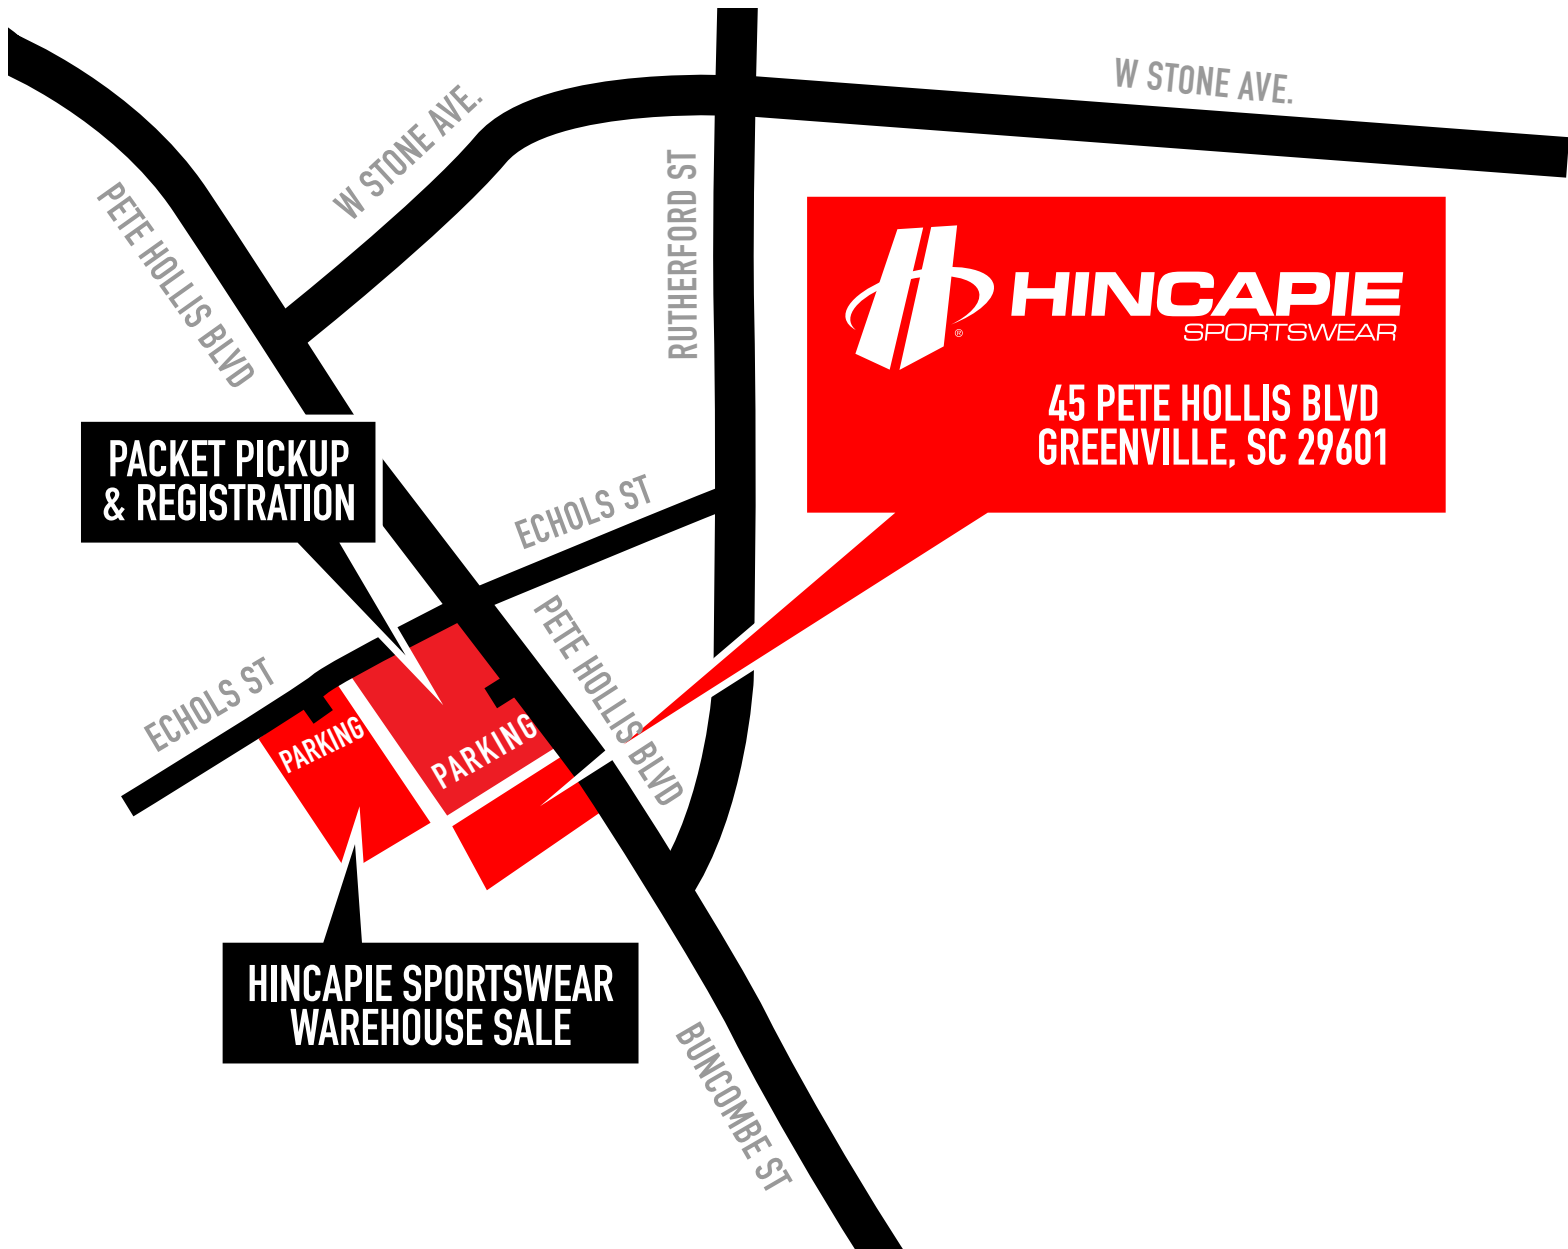 W STONE AVE.
W STONE AVE.
PETE HOLLIS BLVD
RUTHERFORD ST
HINCAPIE
SPORTSWEAR
®
45 PETE HOLLIS BLVD
GREENVILLE, SC 29601
PACKET PICKUP
& REGISTRATION
ECHOLS ST
PETE HOLLIS BLVD
ECHOLS ST
PARKING
PARKING
HINCAPIE SPORTSWEAR
WAREHOUSE SALE
BUNCOMBE ST